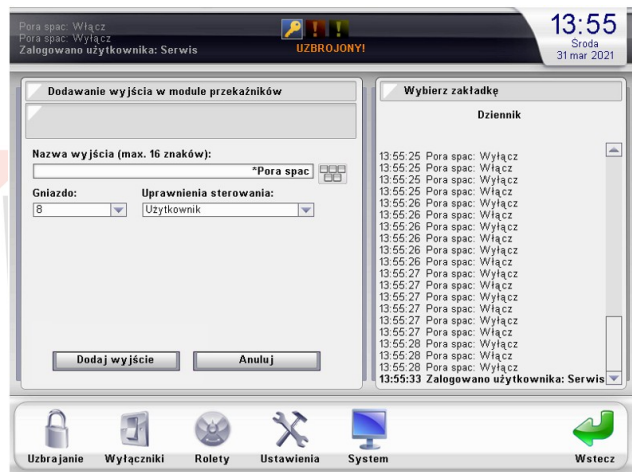 Pora spac: Włącz
Pora spac: Wyłącz
Zalogowano użytkownika: Serwis
UZBROJONY!
13:55
Środa
31 mar 2021
Dodawanie wyjścia w module przekaźników
Nazwa wyjścia (max. 16 znaków):
*Pora spac
Gniazdo:
Uprawnienia sterowania:
8
Użytkownik
Dodaj wyjście
Anuluj
Wybierz zakładkę
Dziennik
13:55:25 Pora spac: Wyłącz
13:55:25 Pora spac: Włącz
13:55:25 Pora spac: Wyłącz
13:55:25 Pora spac: Włącz
13:55:26 Pora spac: Wyłącz
13:55:26 Pora spac: Włącz
13:55:26 Pora spac: Wyłącz
13:55:26 Pora spac: Włącz
13:55:26 Pora spac: Wyłącz
13:55:26 Pora spac: Włącz
13:55:27 Pora spac: Wyłącz
13:55:27 Pora spac: Włącz
13:55:27 Pora spac: Wyłącz
13:55:27 Pora spac: Włącz
13:55:27 Pora spac: Wyłącz
13:55:27 Pora spac: Włącz
13:55:28 Pora spac: Wyłącz
13:55:28 Pora spac: Włącz
13:55:28 Pora spac: Wyłącz
13:55:33 Zalogowano użytkownika: Serwis
Uzbrajanie
Wyłączniki
Rolety
Ustawienia
System
Wstecz